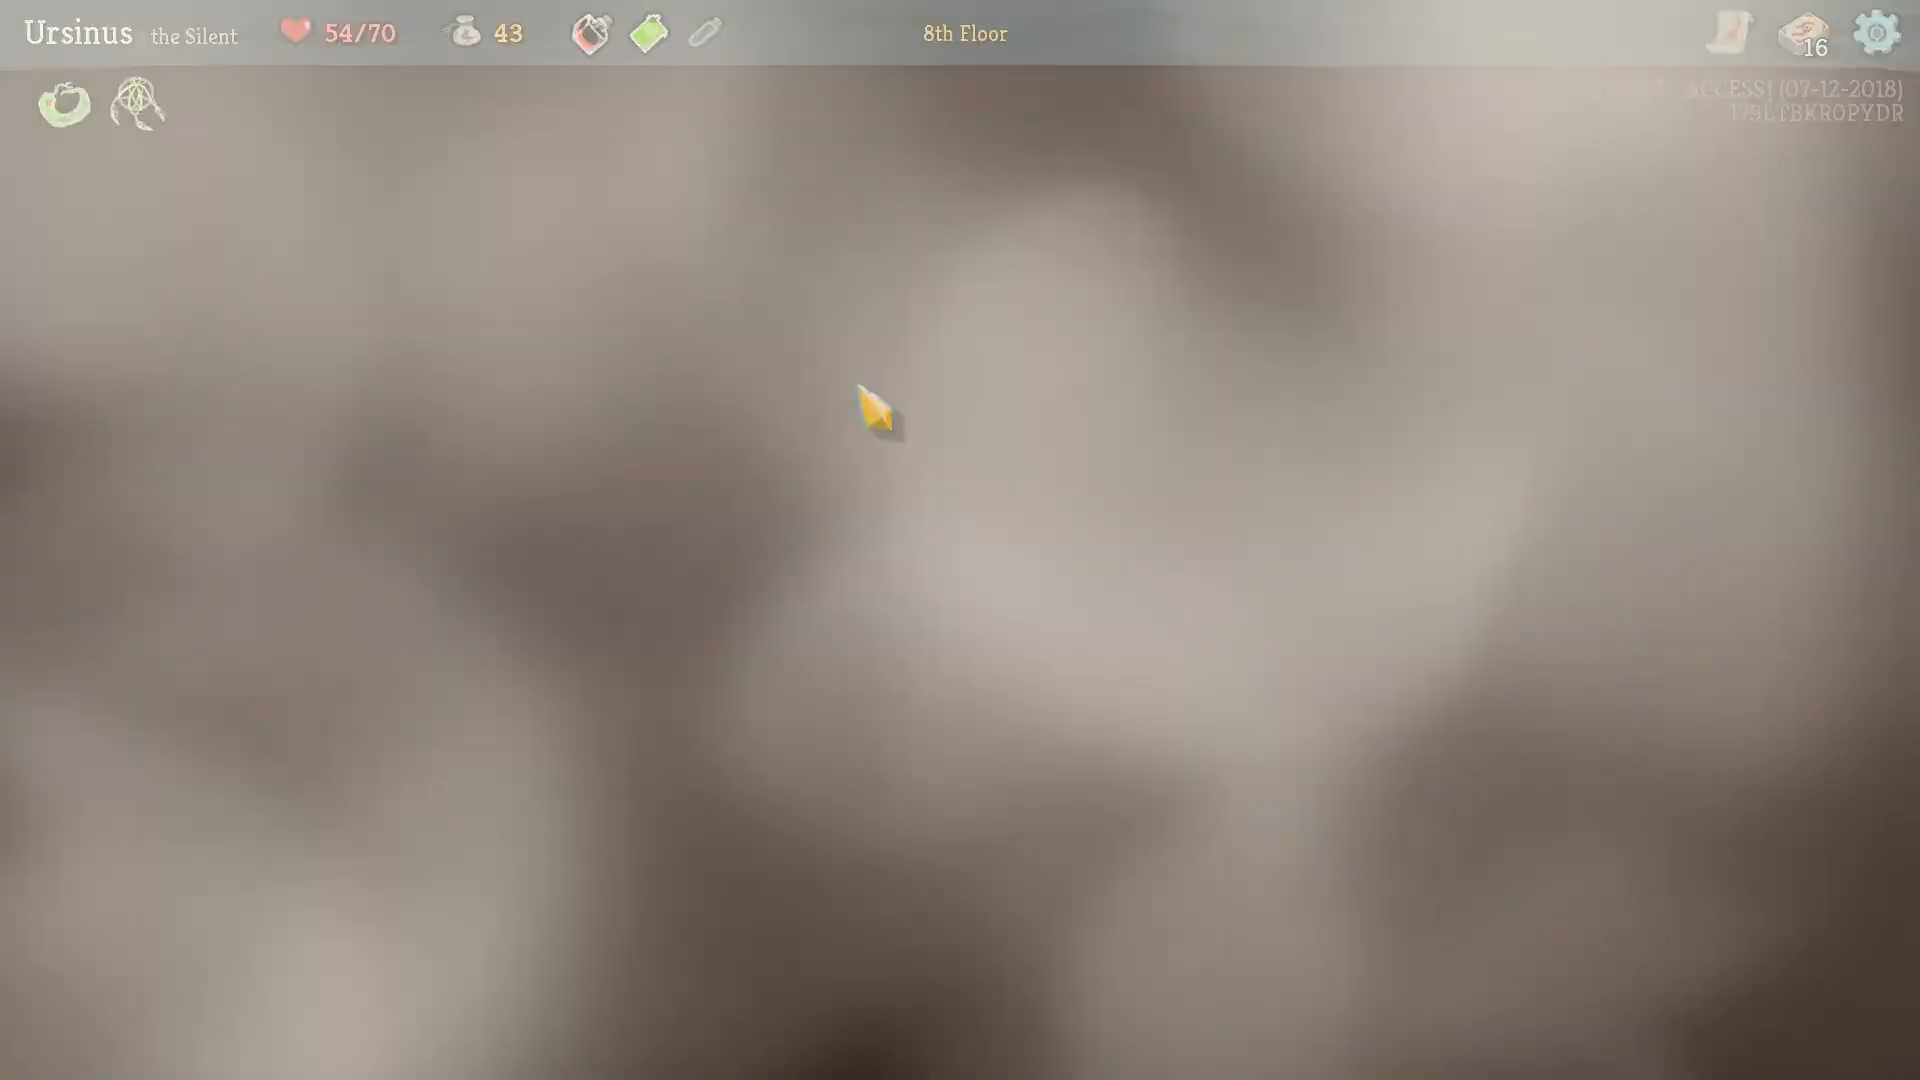 Ursinus the Silent 54/70 43 8th Floor 16
(07-12-2018)